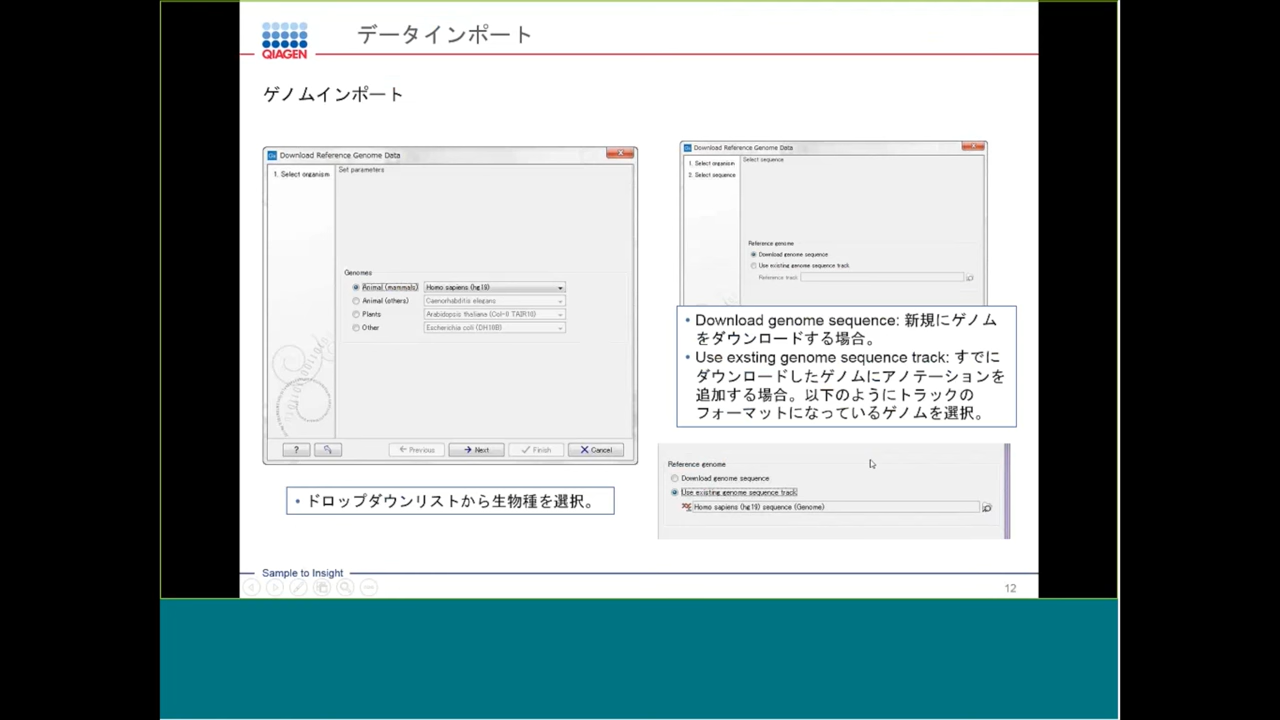 QIAGEN
データインポート
ゲノムインポート
Download Reference Genome Data
1. Select organism
Set parameters
Genomes
Animal (mammals) Homo sapiens (hg19)
Animal (others) Caenorhabditis elegans
Plants Arabidopsis thaliana (Col-0 TAIR10)
Other Escherichia coli (DH10B)
? Previous Next Finish Cancel
• ドロップダウンリストから生物種を選択。
Download Reference Genome Data
1. Select organism
2. Select sequence
Select sequence
Reference genome
Download genome sequence
Use existing genome sequence track
Reference track
• Download genome sequence: 新規にゲノム
をダウンロードする場合。
• Use exsting genome sequence track: すでに
ダウンロードしたゲノムにアノテーションを
追加する場合。以下のようにトラックの
フォーマットになっているゲノムを選択。
Reference genome
Download genome sequence
Use existing genome sequence track
Homo sapiens (hg19) sequence (Genome)
Sample to Insight
12